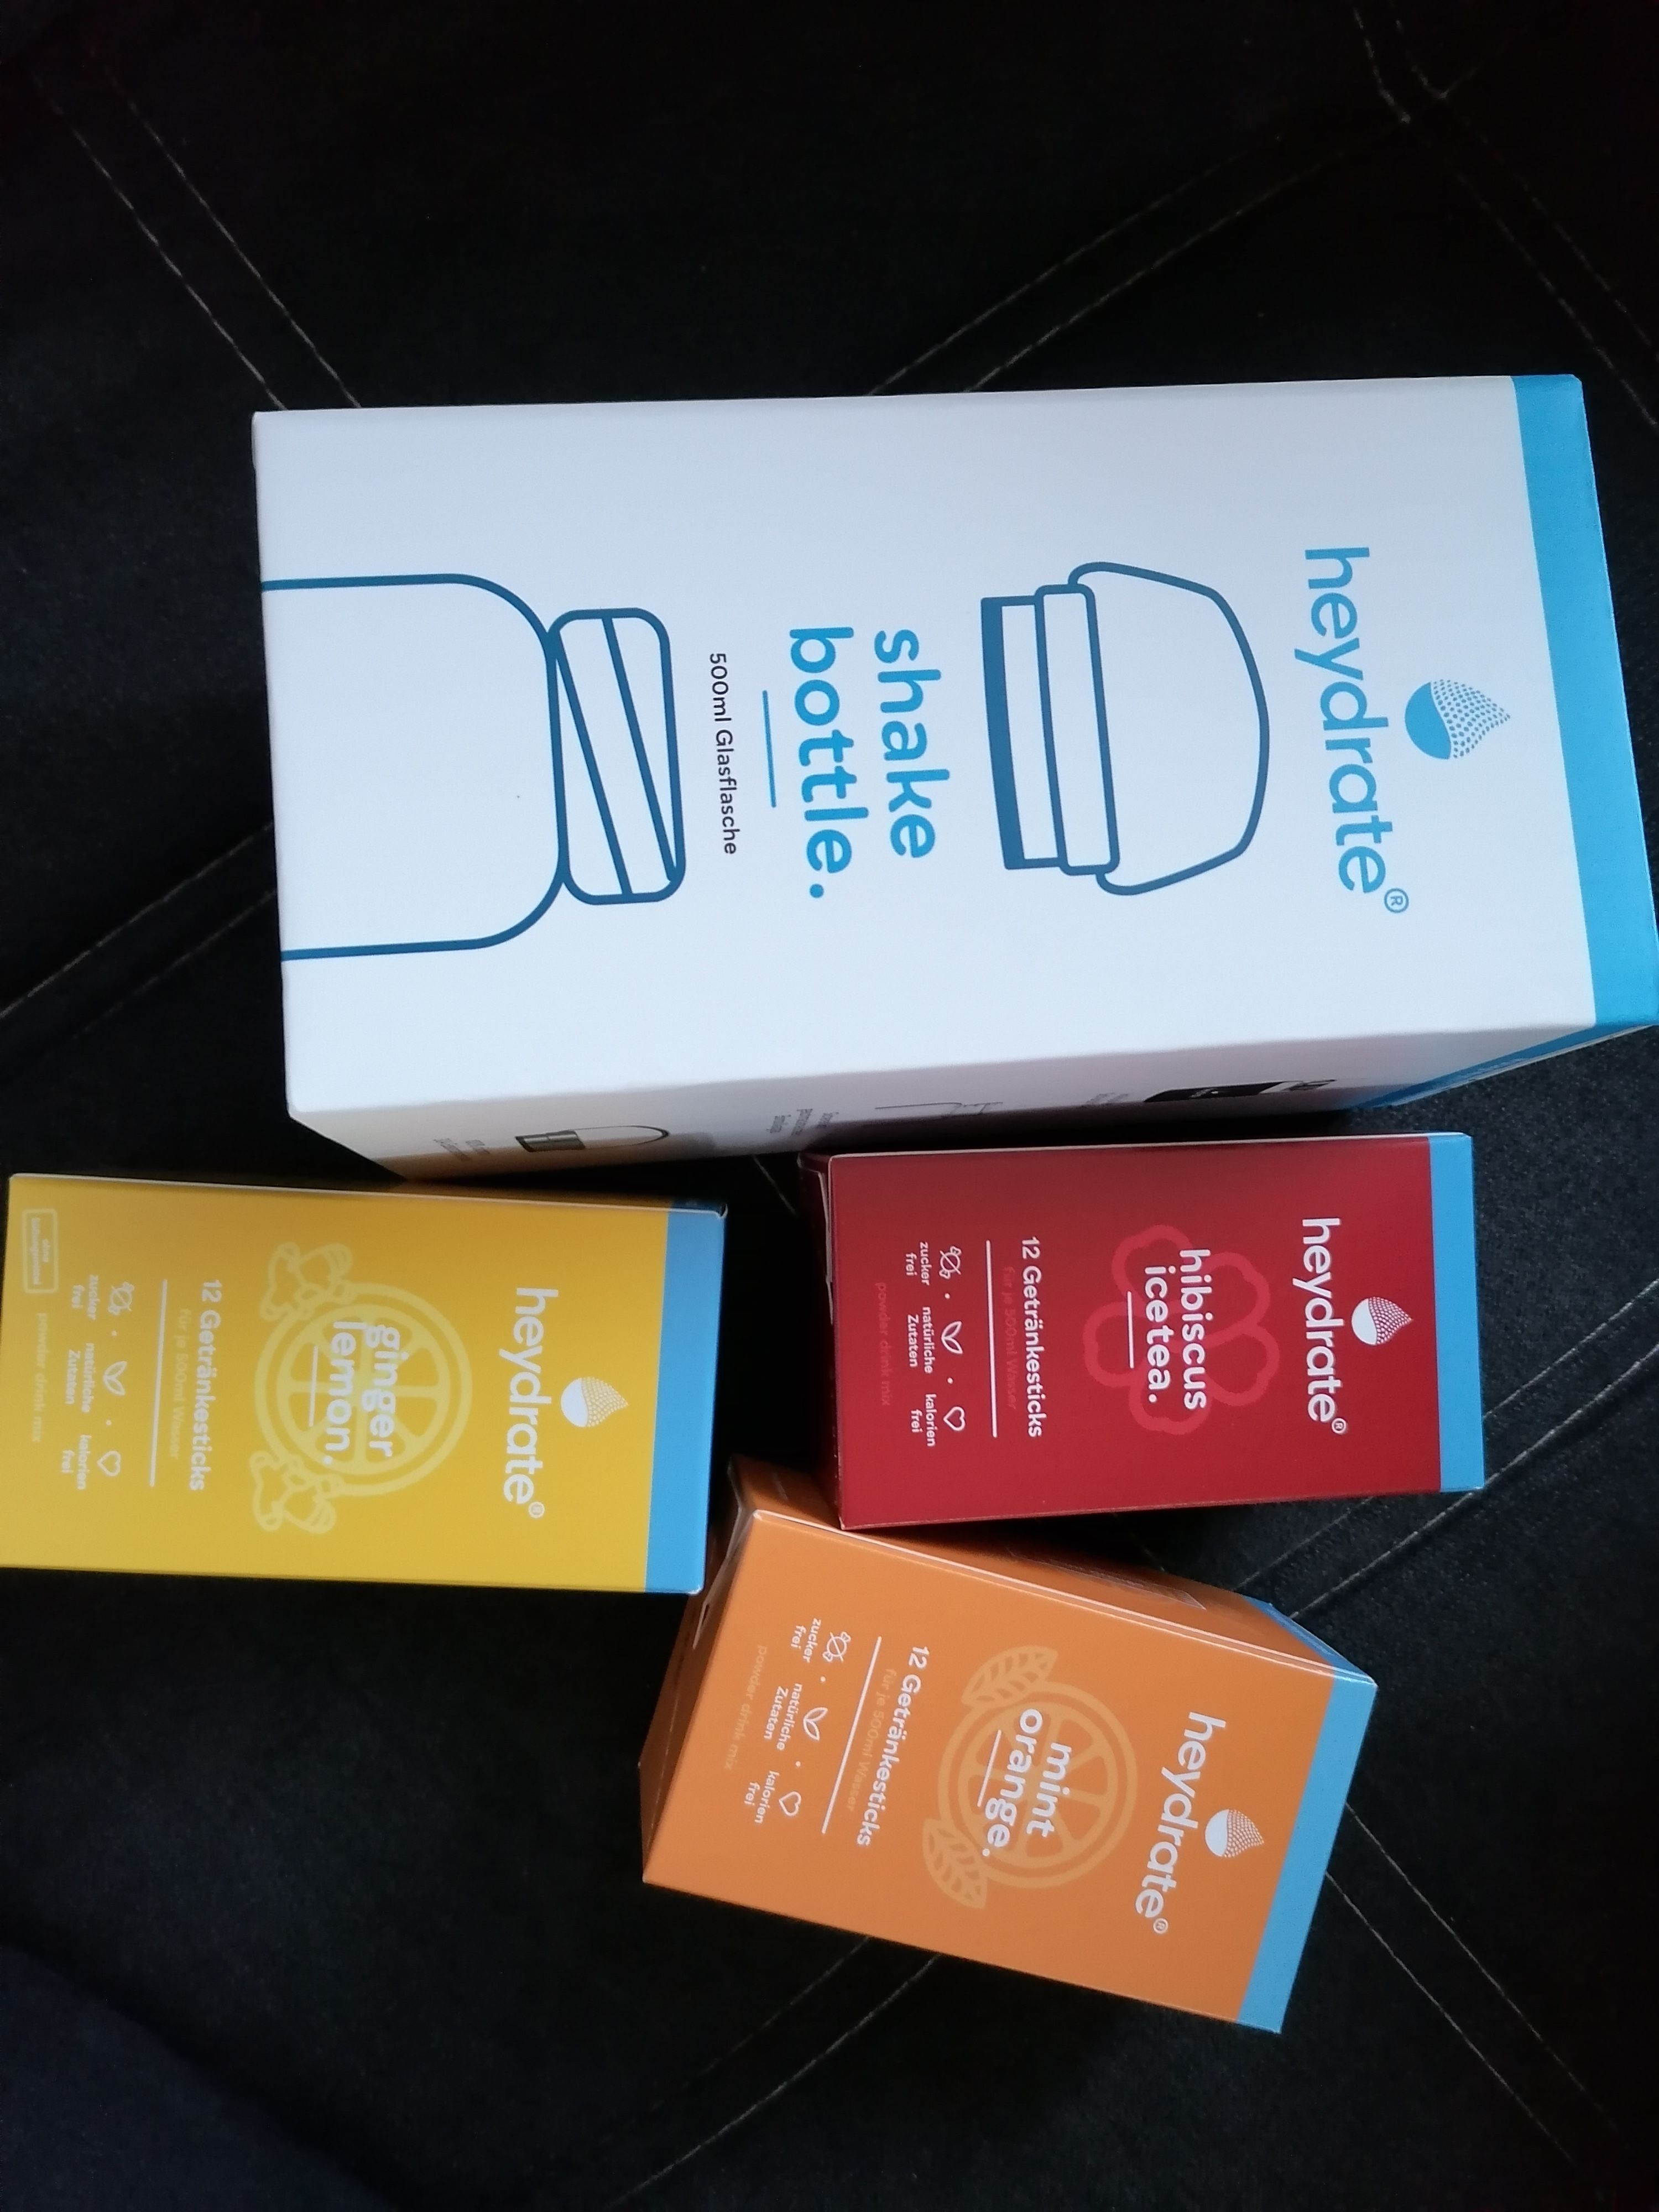 heydrate®
shake
bottle.
500ml Glasflasche
heydrate®
hibiscus
icetea.
12 Getränkesticks
für je 500ml Wasser
zucker
frei
natürliche
Zutaten
kalorien
frei
powder drink mix
heydrate®
ginger
lemon.
12 Getränkesticks
für je 500ml Wasser
zucker
frei
natürliche
Zutaten
kalorien
frei
powder drink mix
heydrate®
mint
orange.
12 Getränkesticks
für je 500ml Wasser
zucker
frei
natürliche
Zutaten
kalorien
frei
powder drink mix